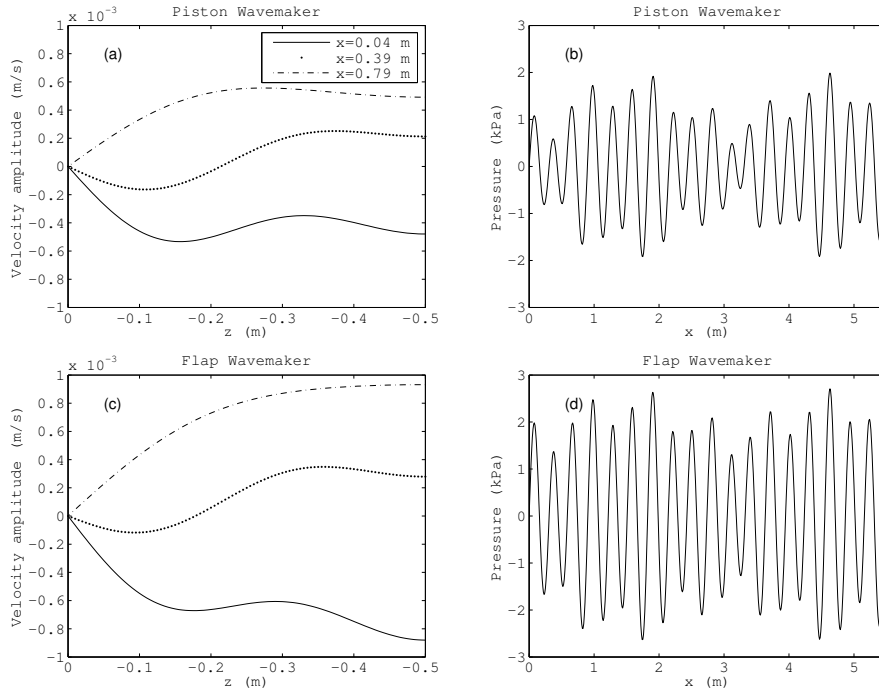 Piston Wavemaker
x 10⁻³
(a)
x=0.04 m
x=0.39 m
x=0.79 m
Velocity amplitude (m/s)
1
0.8
0.6
0.4
0.2
0
−0.2
−0.4
−0.6
−0.8
−1
0
−0.1
−0.2
−0.3
−0.4
−0.5
z (m)
Piston Wavemaker
(b)
Pressure (kPa)
3
2
1
0
−1
−2
−3
0
1
2
3
4
5
x (m)
Flap Wavemaker
x 10⁻³
(c)
Velocity amplitude (m/s)
1
0.8
0.6
0.4
0.2
0
−0.2
−0.4
−0.6
−0.8
−1
0
−0.1
−0.2
−0.3
−0.4
−0.5
z (m)
Flap Wavemaker
(d)
Pressure (kPa)
3
2
1
0
−1
−2
−3
0
1
2
3
4
5
x (m)